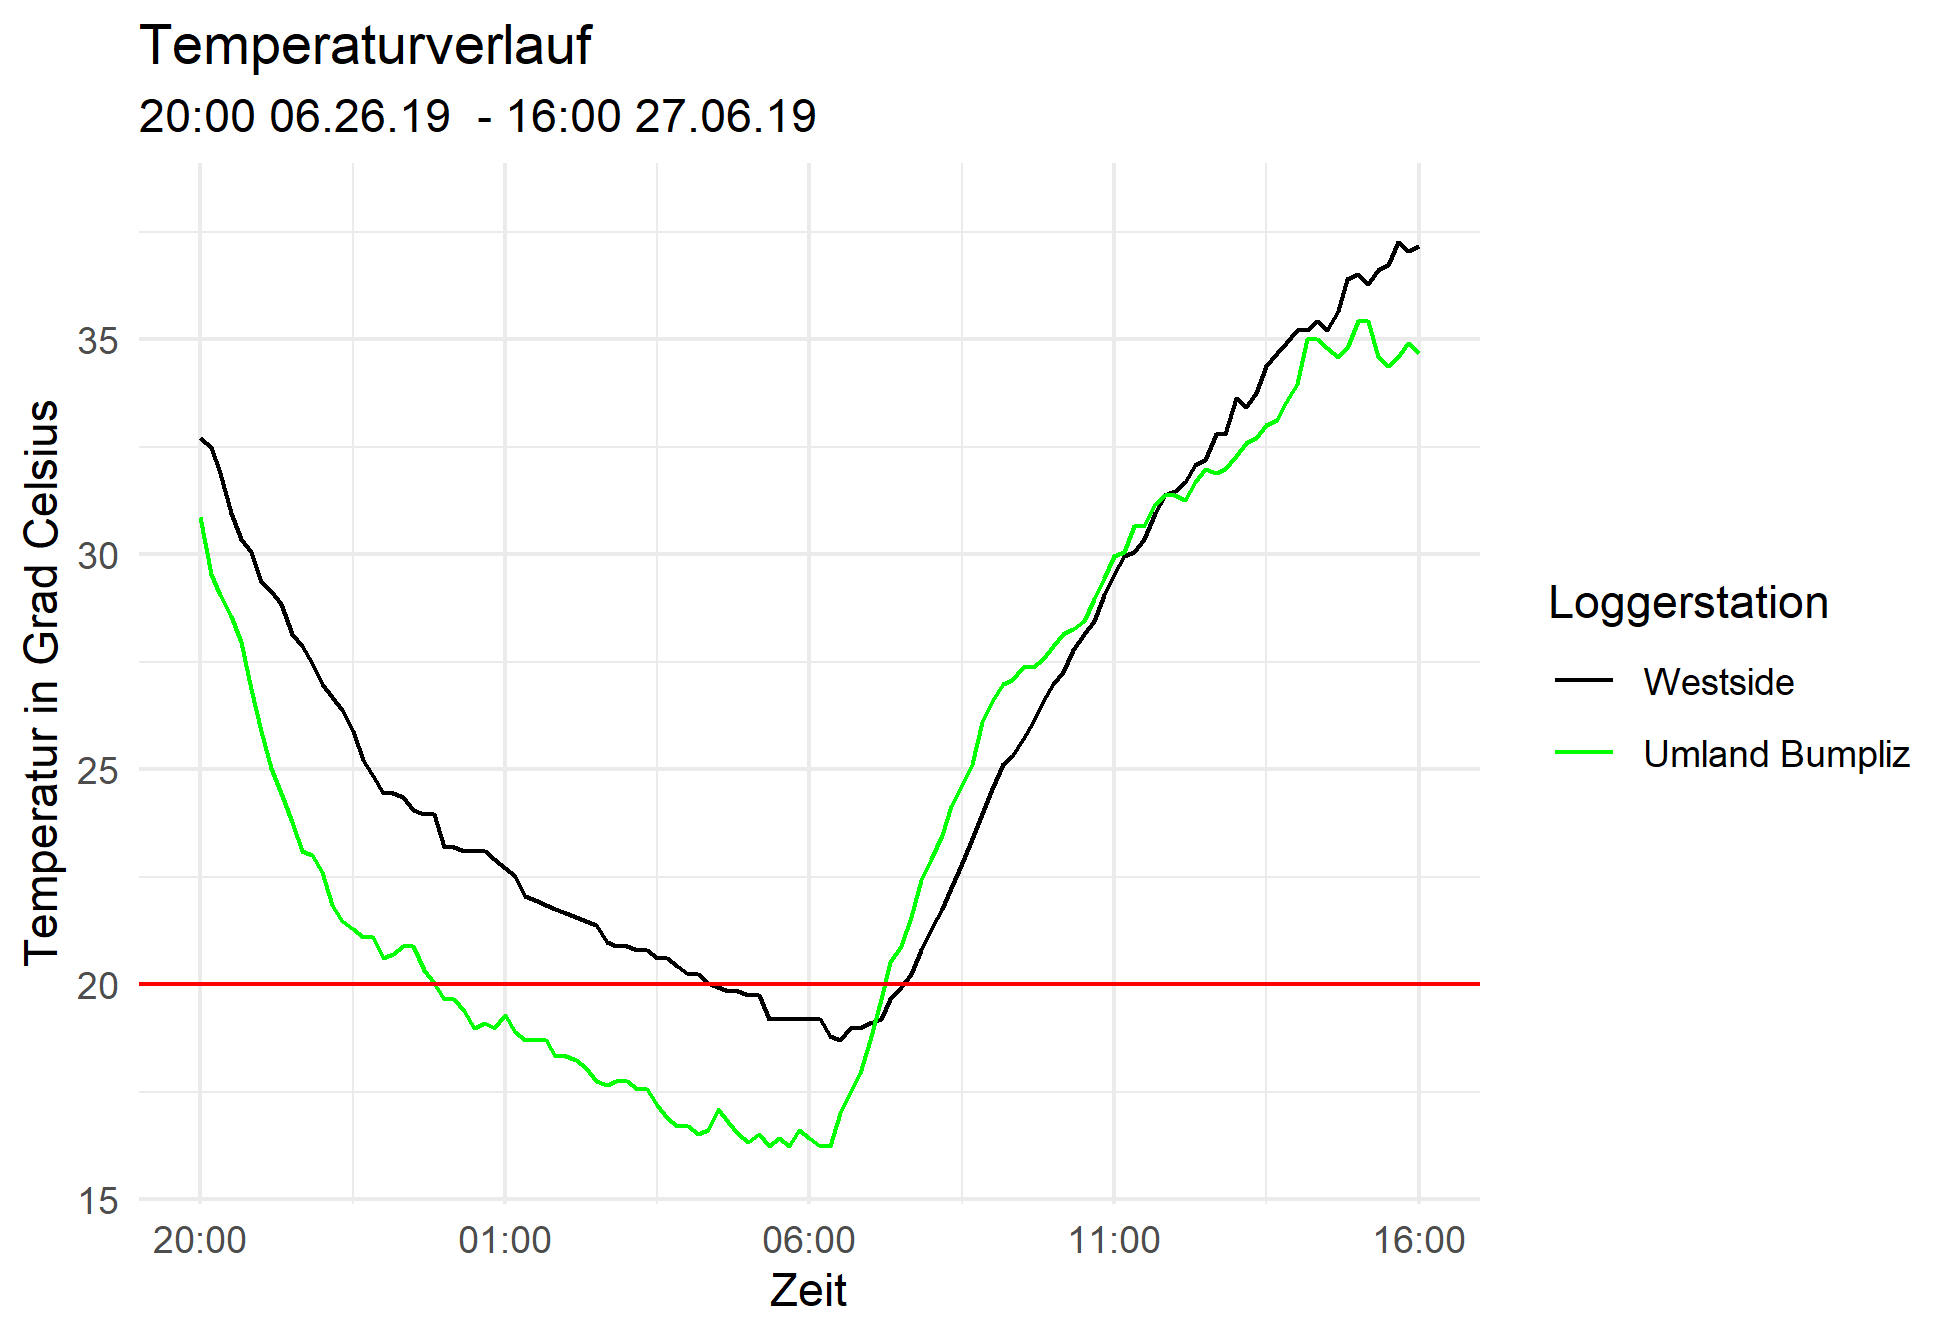 Temperaturverlauf
20:00 06.26.19  - 16:00 27.06.19
Temperatur in Grad Celsius
35
30
25
20
15
20:00 01:00 06:00 11:00 16:00
Zeit
Loggerstation
Westside
Umland Bumpliz